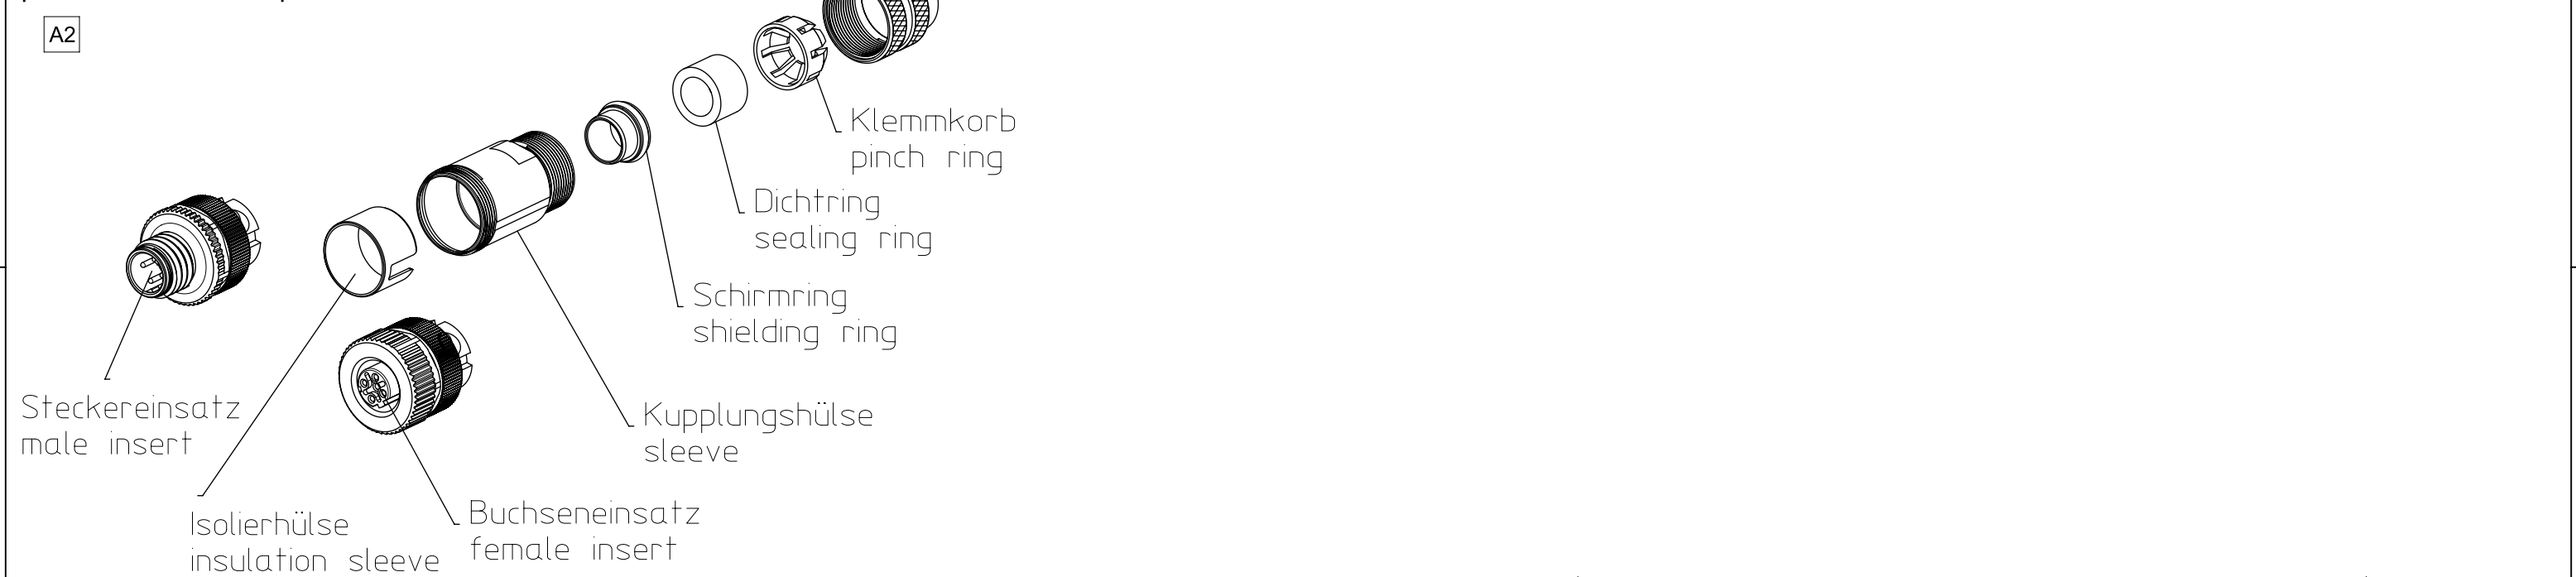 A2
Klemmkorb
pinch ring
Dichtring
sealing ring
Schirmring
shielding ring
Steckereinsatz
male insert
Kupplungshülse
sleeve
Isolierhülse
insulation sleeve
Buchseneinsatz
female insert